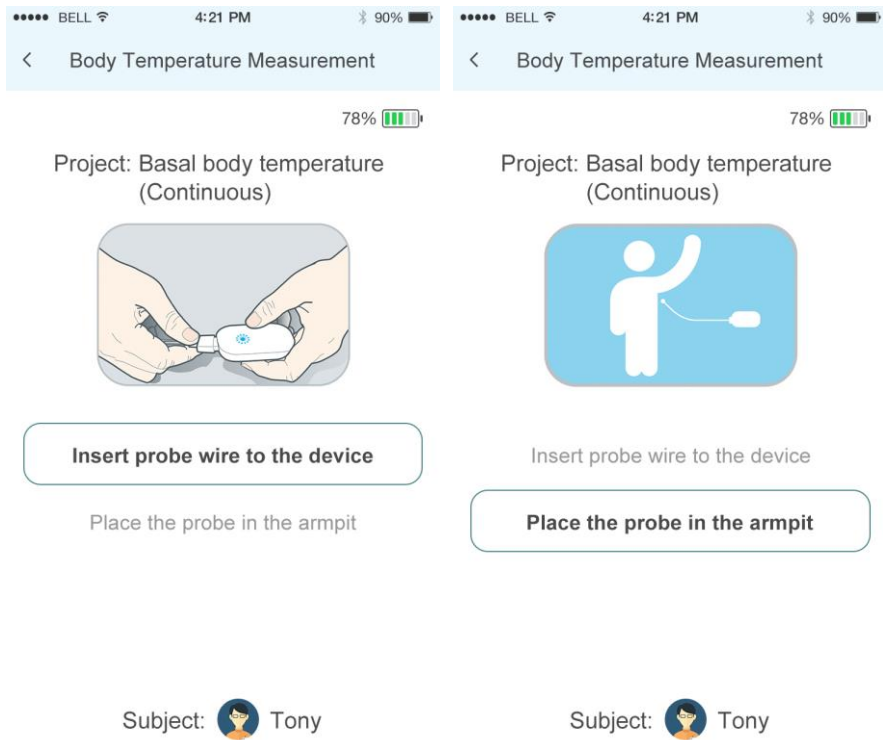 BELL 4:21 PM 90%
Body Temperature Measurement
78%
Project: Basal body temperature
(Continuous)
Insert probe wire to the device
Place the probe in the armpit
Subject: Tony
BELL 4:21 PM 90%
Body Temperature Measurement
78%
Project: Basal body temperature
(Continuous)
Insert probe wire to the device
Place the probe in the armpit
Subject: Tony